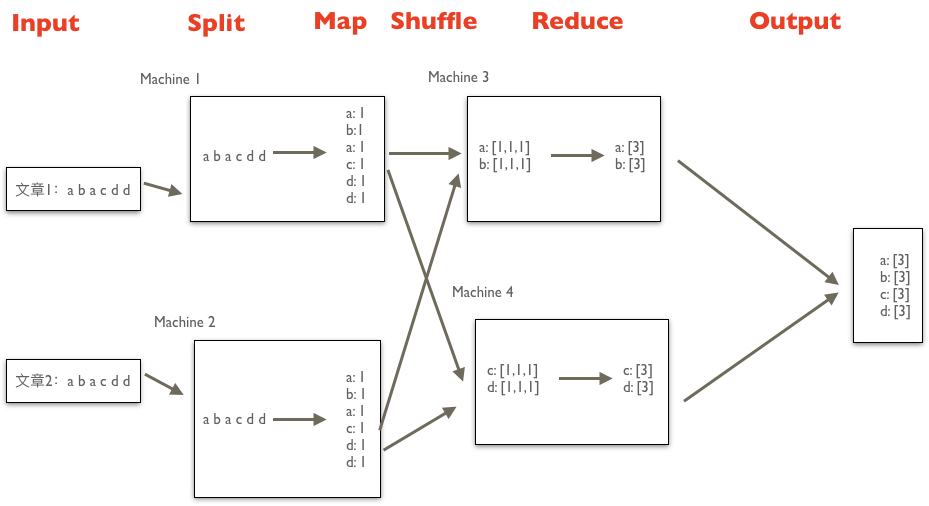 Input Split Map Shuffle Reduce Output
Machine 1
a b a c d d
a: 1
b:1
a: 1
c: 1
d: 1
d: 1
文章1: a b a c d d
Machine 2
a b a c d d
a: 1
b: 1
a: 1
c: 1
d: 1
d: 1
文章2: a b a c d d
Machine 3
a: [1,1,1]
b: [1,1,1]
a: [3]
b: [3]
Machine 4
c: [1,1,1]
d: [1,1,1]
c: [3]
d: [3]
a: [3]
b: [3]
c: [3]
d: [3]